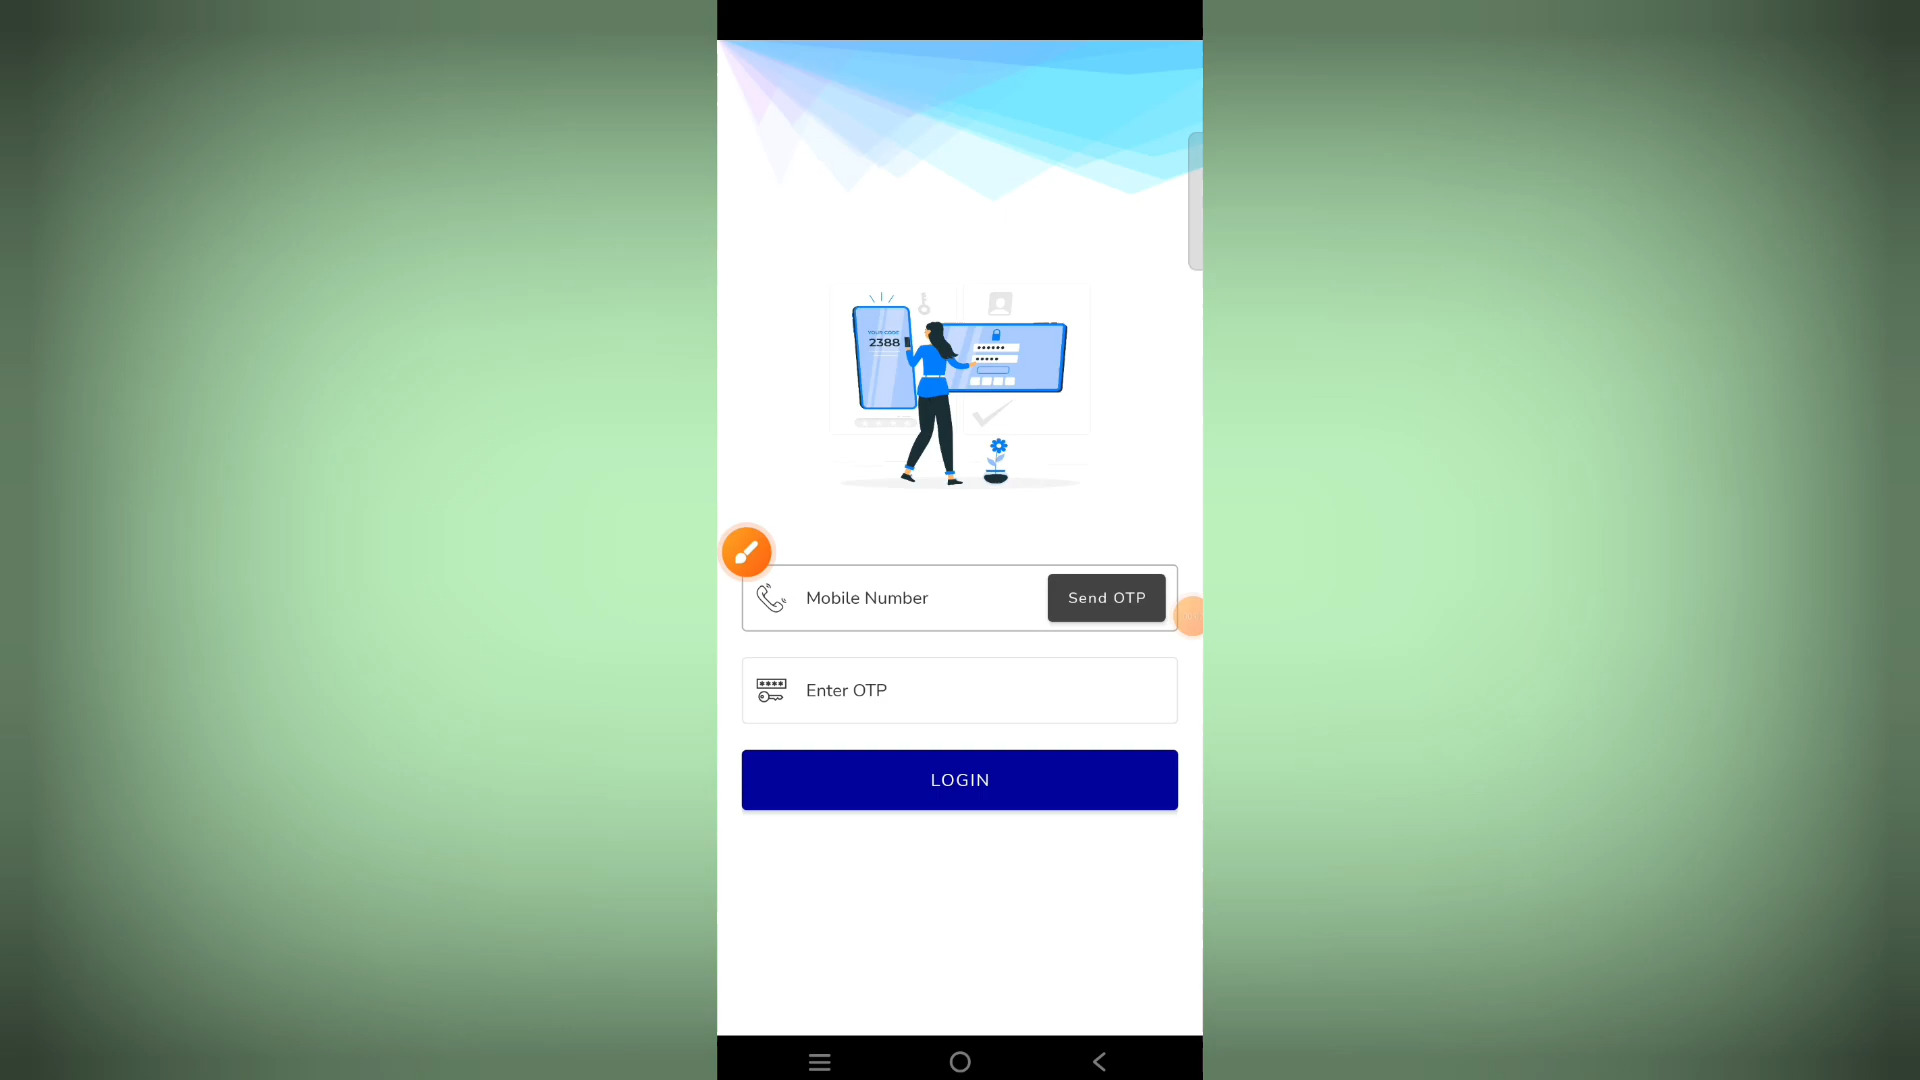 YOUR CODE
2388
Mobile Number
Send OTP
Enter OTP
LOGIN